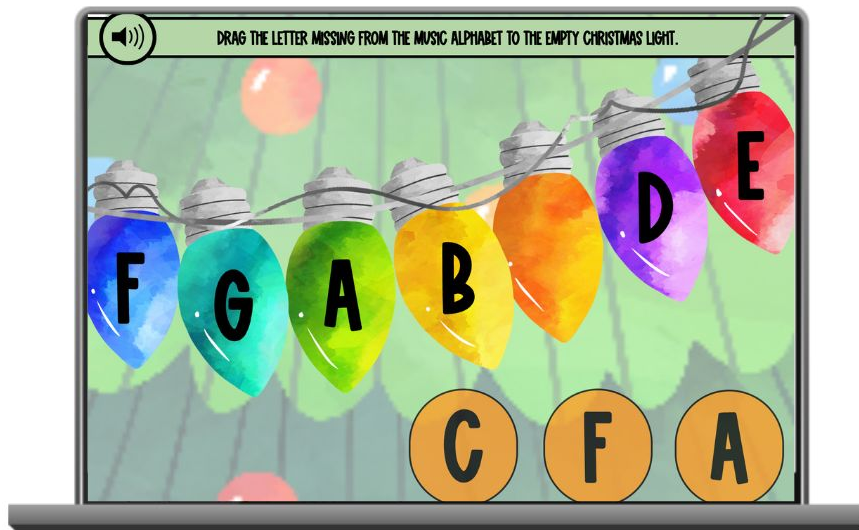 DRAG THE LETTER MISSING FROM THE MUSIC ALPHABET TO THE EMPTY CHRISTMAS LIGHT.
F G A B D E
C F A